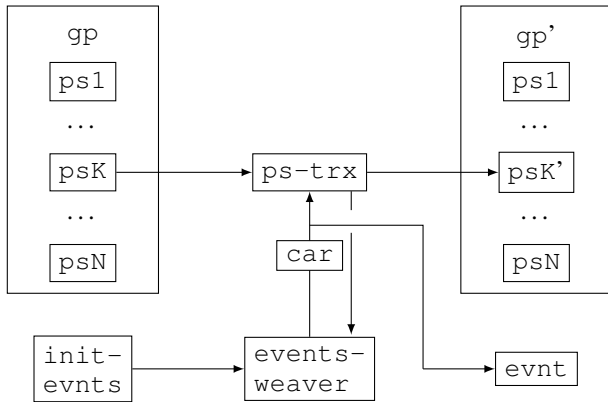 gp
ps1
...
psK
...
psN
ps-trx
car
init-
evnts
events-
weaver
gp'
ps1
...
psK'
...
psN
evnt